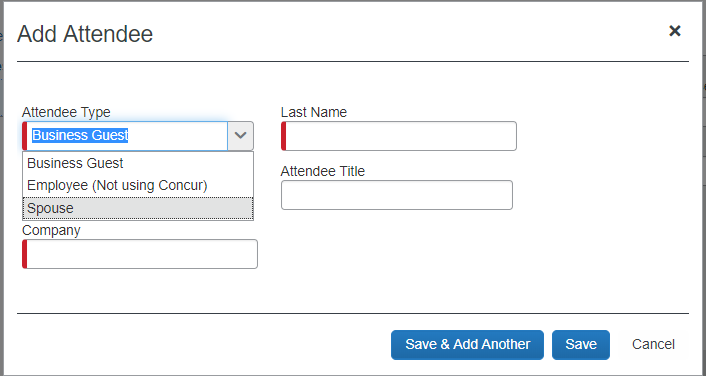 Add Attendee
×
Attendee Type
Business Guest
Business Guest
Employee (Not using Concur)
Spouse
Last Name
Attendee Title
Company
Save & Add Another
Save
Cancel